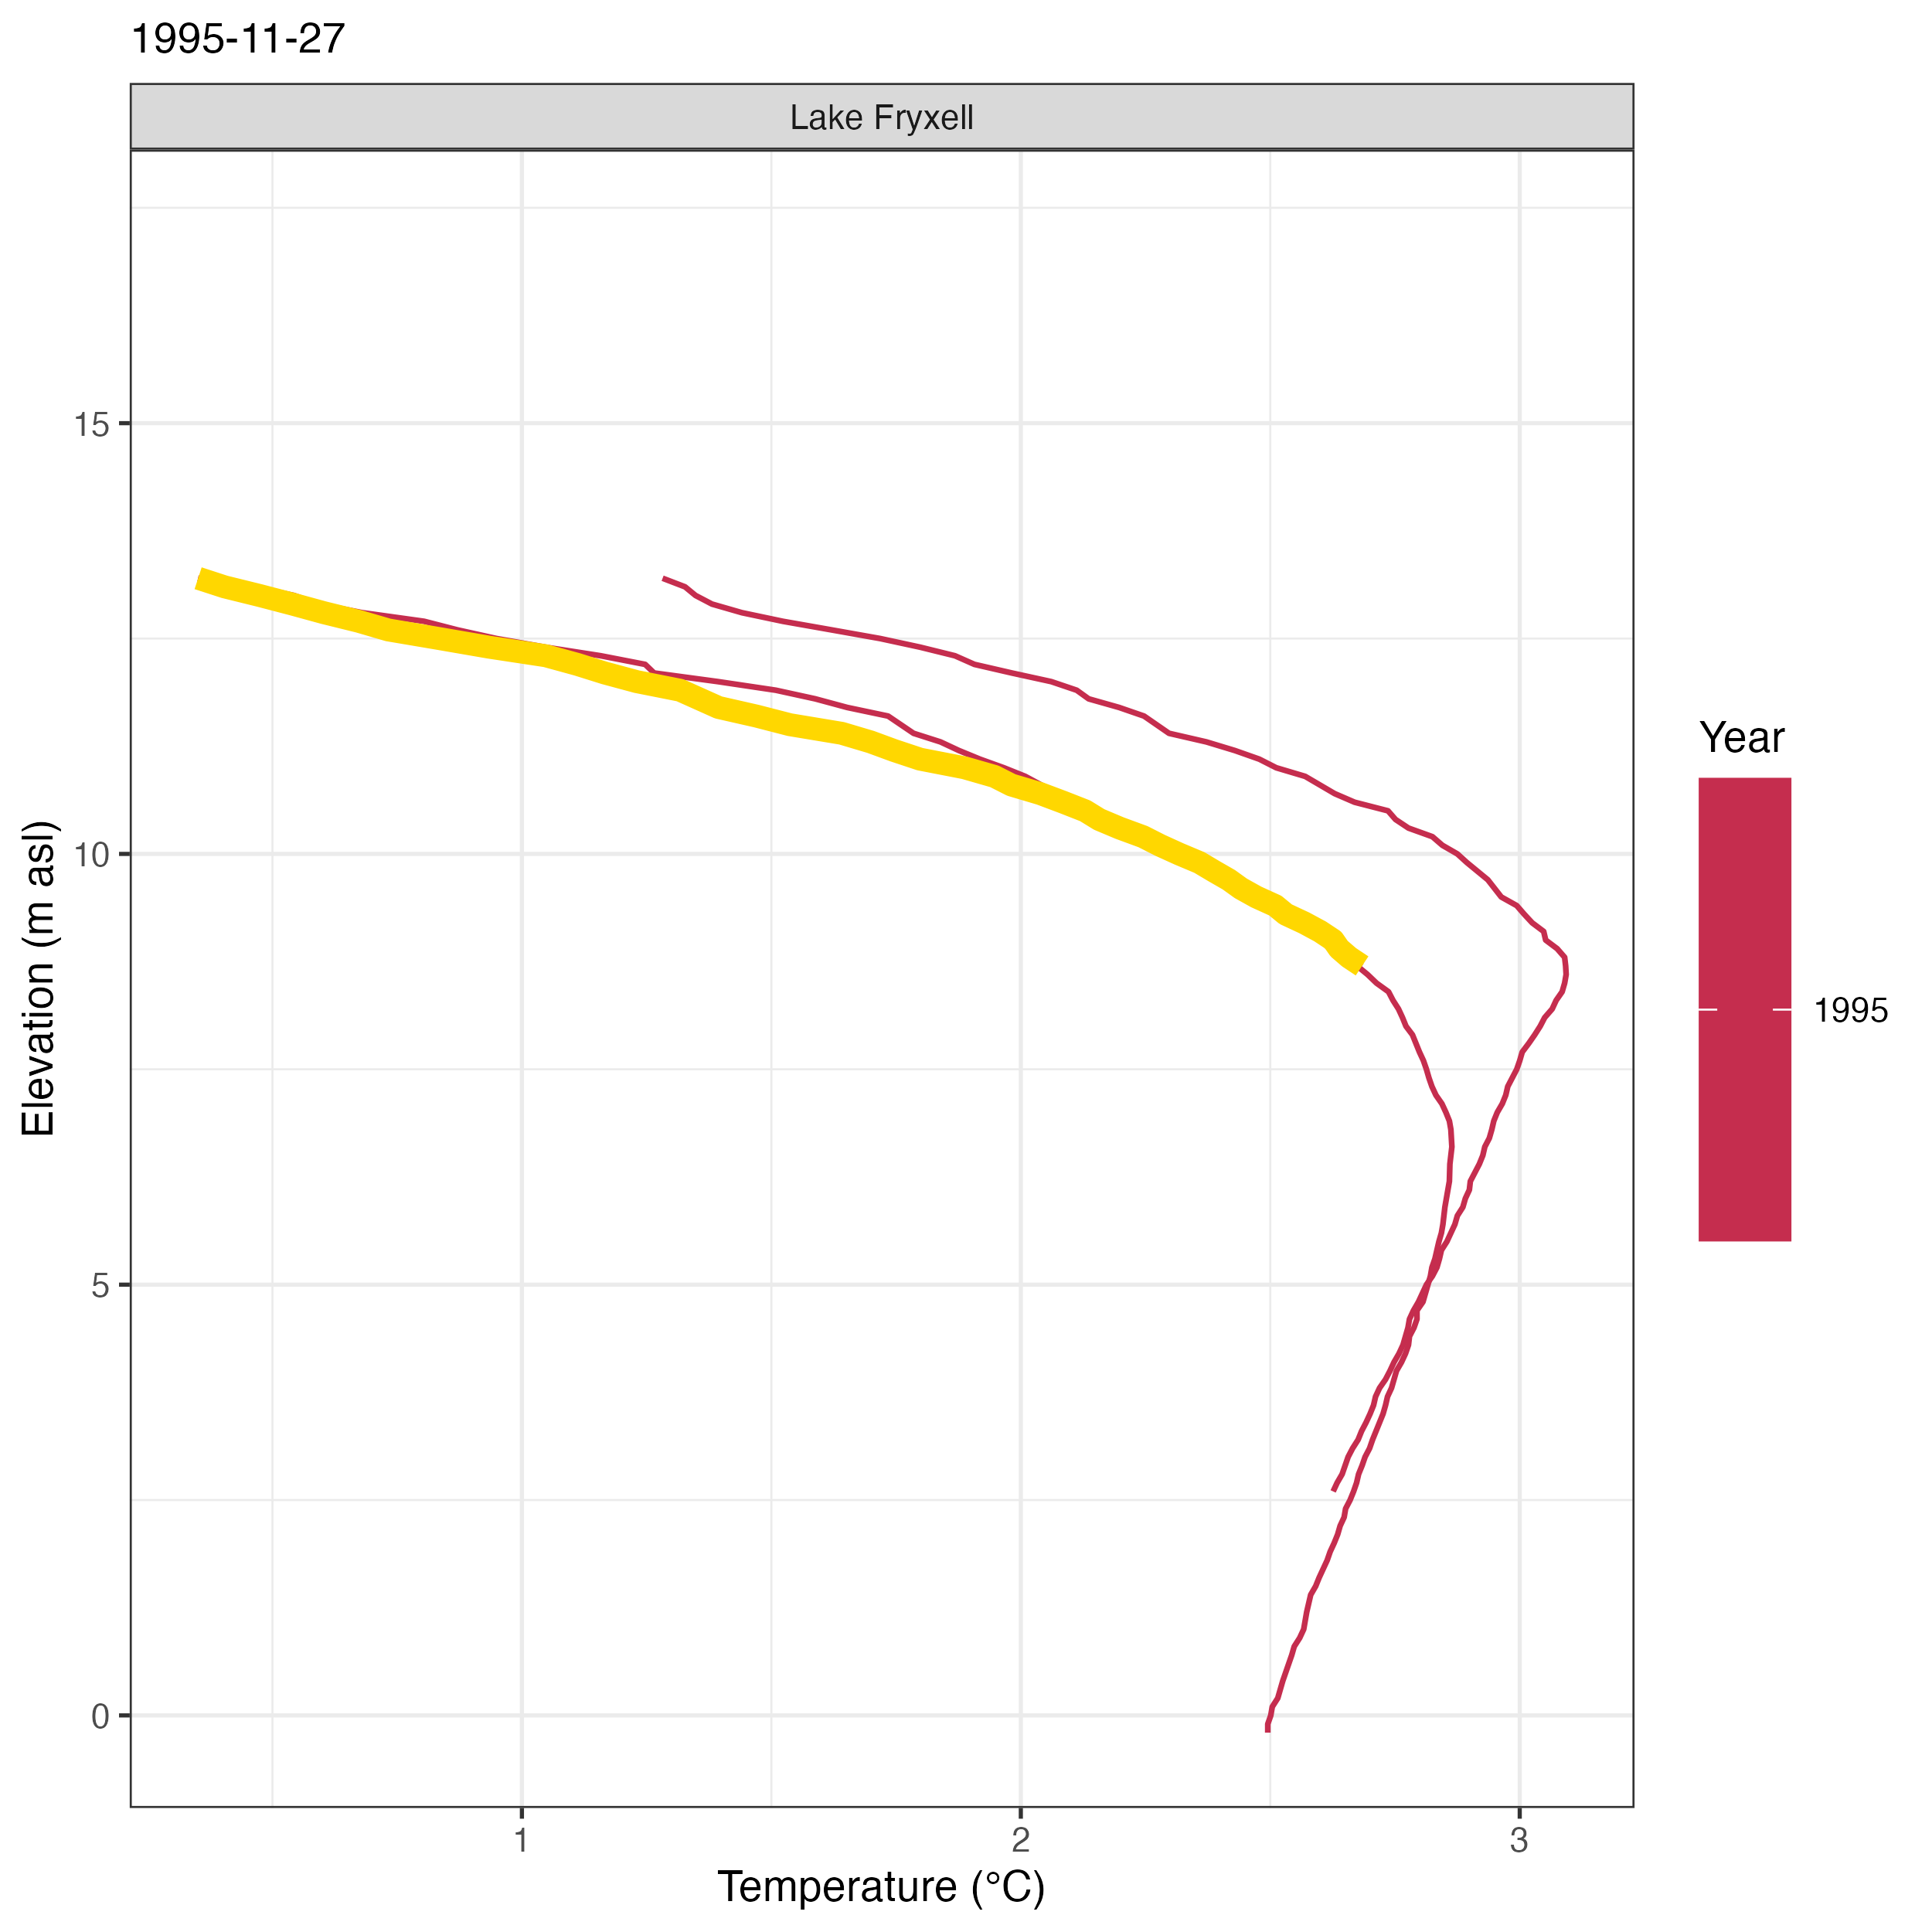 1995-11-27
Lake Fryxell
15
10
5
0
Elevation (m asl)
1
2
3
Temperature (°C)
Year
1995